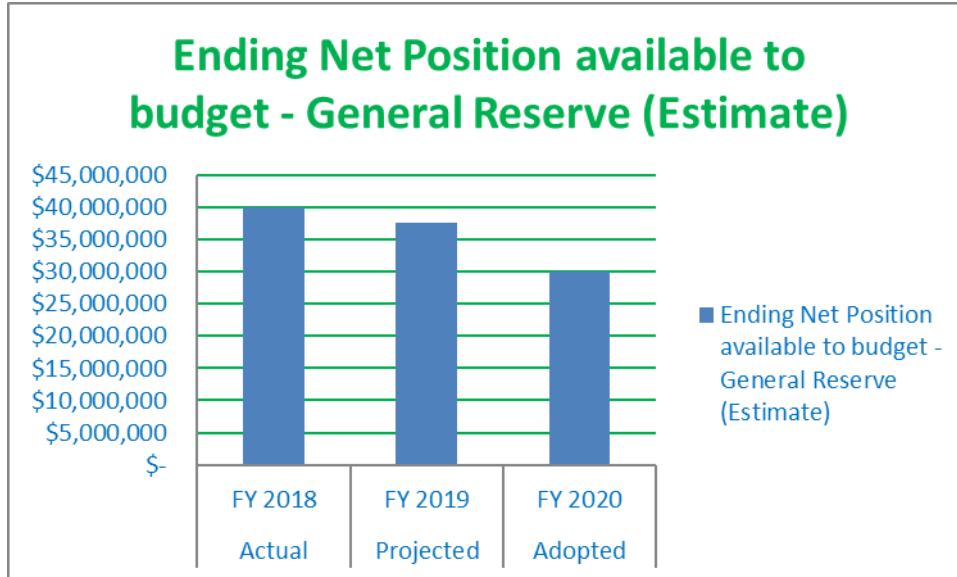 Ending Net Position available to
budget - General Reserve (Estimate)
$45,000,000
$40,000,000
$35,000,000
$30,000,000
$25,000,000
$20,000,000
$15,000,000
$10,000,000
$5,000,000
$-
FY 2018
FY 2019
FY 2020
Actual
Projected
Adopted
Ending Net Position
available to budget -
General Reserve
(Estimate)